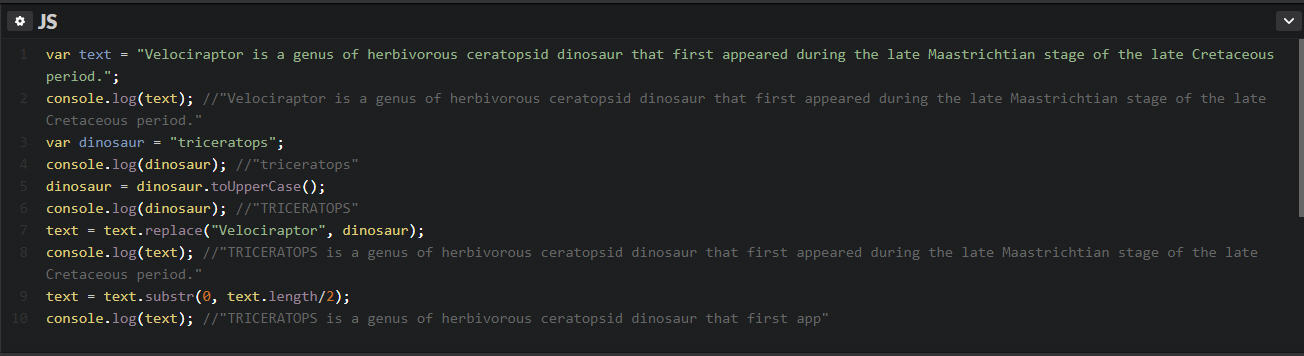 JS
1 var text = "Velociraptor is a genus of herbivorous ceratopsid dinosaur that first appeared during the late Maastrichtian stage of the late Cretaceous
period.";
2 console.log(text); //"Velociraptor is a genus of herbivorous ceratopsid dinosaur that first appeared during the late Maastrichtian stage of the late
Cretaceous period."
3 var dinosaur = "triceratops";
4 console.log(dinosaur); //"triceratops"
5 dinosaur = dinosaur.toUpperCase();
6 console.log(dinosaur); //"TRICERATOPS"
7 text = text.replace("Velociraptor", dinosaur);
8 console.log(text); //"TRICERATOPS is a genus of herbivorous ceratopsid dinosaur that first appeared during the late Maastrichtian stage of the late
Cretaceous period."
9 text = text.substr(0, text.length/2);
10 console.log(text); //"TRICERATOPS is a genus of herbivorous ceratopsid dinosaur that first app"